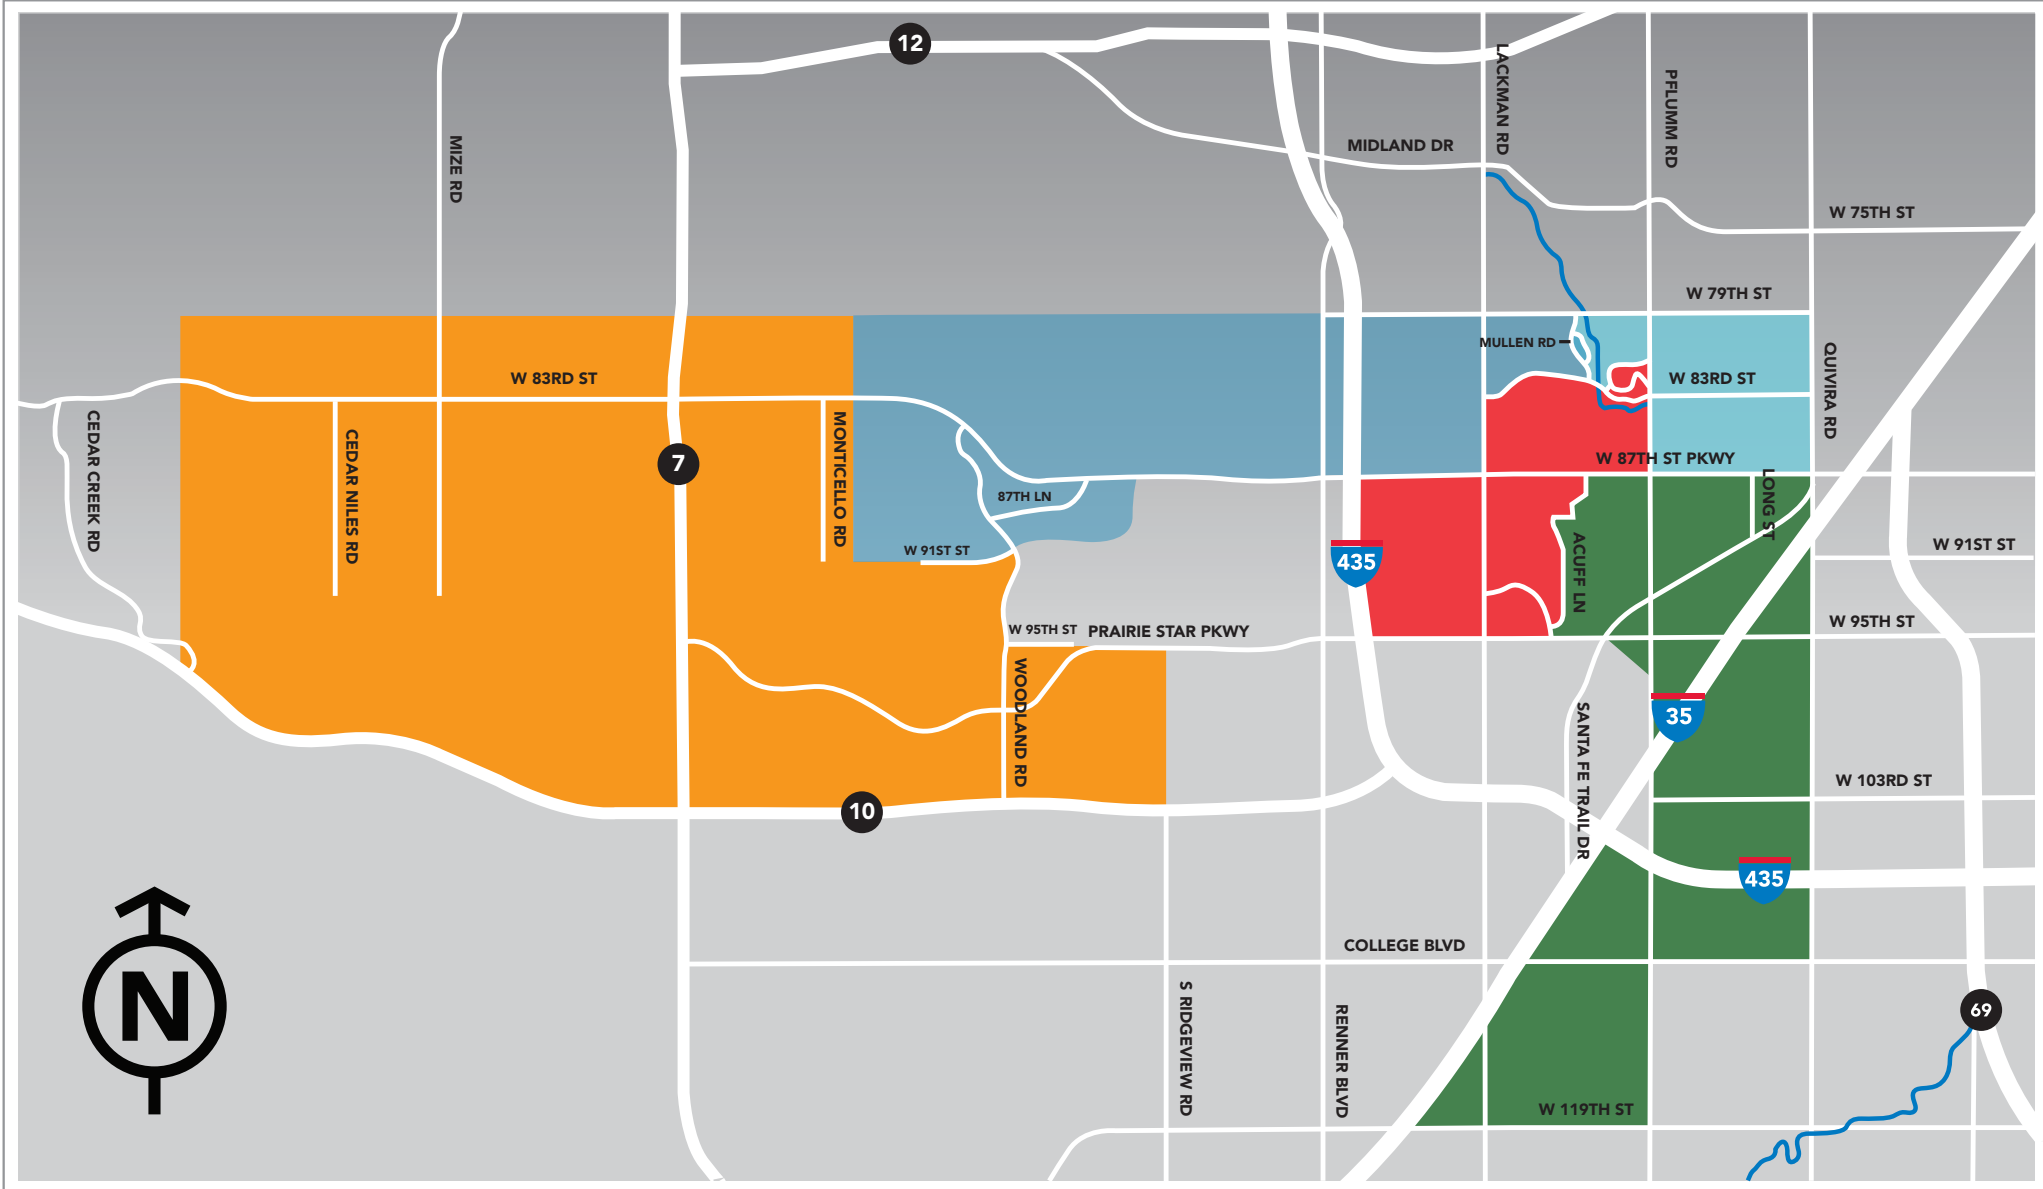 12
LACKMAN RD
PFLUMM RD
MIZE RD
MIDLAND DR
W 75TH ST
W 79TH ST
MULLEN RD
W 83RD ST
W 83RD ST
QUIVIRA RD
CEDAR CREEK RD
CEDAR NILES RD
MONTICELLO RD
7
W 87TH ST PKWY
LONG ST
87TH LN
W 91ST ST
435
ACUFF LN
W 91ST ST
W 95TH ST
PRAIRIE STAR PKWY
W 95TH ST
WOODLAND RD
SANTA FE TRAIL DR
35
W 103RD ST
10
435
COLLEGE BLVD
S RIDGEVIEW RD
RENNER BLVD
69
N
W 119TH ST